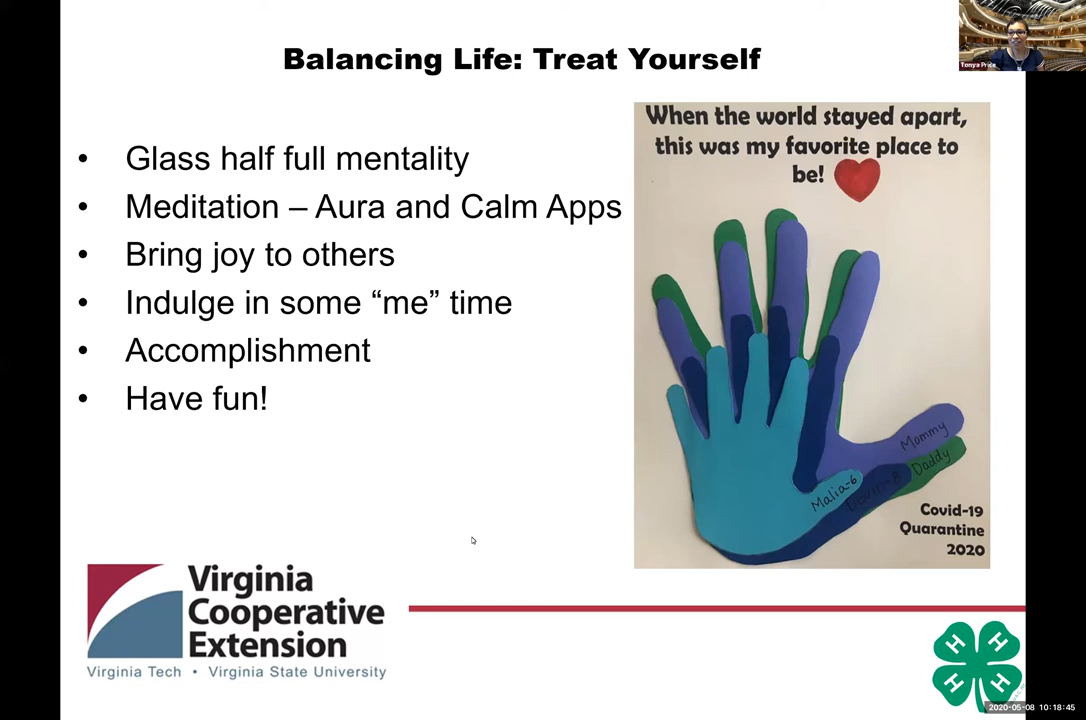 Balancing Life: Treat Yourself
Tonya Price
• Glass half full mentality
• Meditation – Aura and Calm Apps
• Bring joy to others
• Indulge in some “me” time
• Accomplishment
• Have fun!
When the world stayed apart,
this was my favorite place to
be!
Mommy
Daddy
Malia-6
Covid-19
Quarantine
2020
Virginia
Cooperative
Extension
Virginia Tech • Virginia State University
H H
H H
2020-05-08 10:18:45